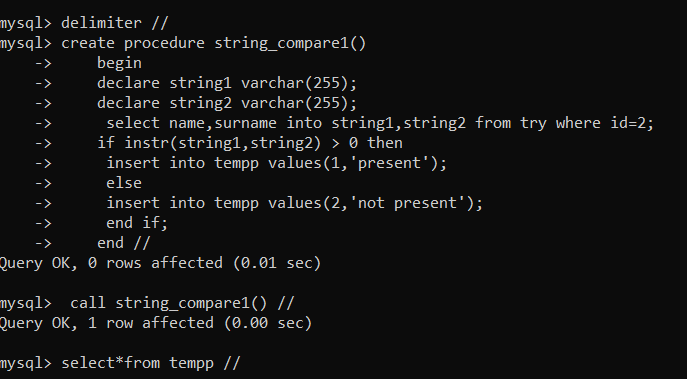 mysql> delimiter //
mysql> create procedure string_compare1()
    ->     begin
    ->     declare string1 varchar(255);
    ->     declare string2 varchar(255);
    ->      select name,surname into string1,string2 from try where id=2;
    ->     if instr(string1,string2) > 0 then
    ->      insert into tempp values(1,'present');
    ->      else
    ->      insert into tempp values(2,'not present');
    ->      end if;
    ->     end //
Query OK, 0 rows affected (0.01 sec)
mysql>  call string_compare1() //
Query OK, 1 row affected (0.00 sec)
mysql> select*from tempp //